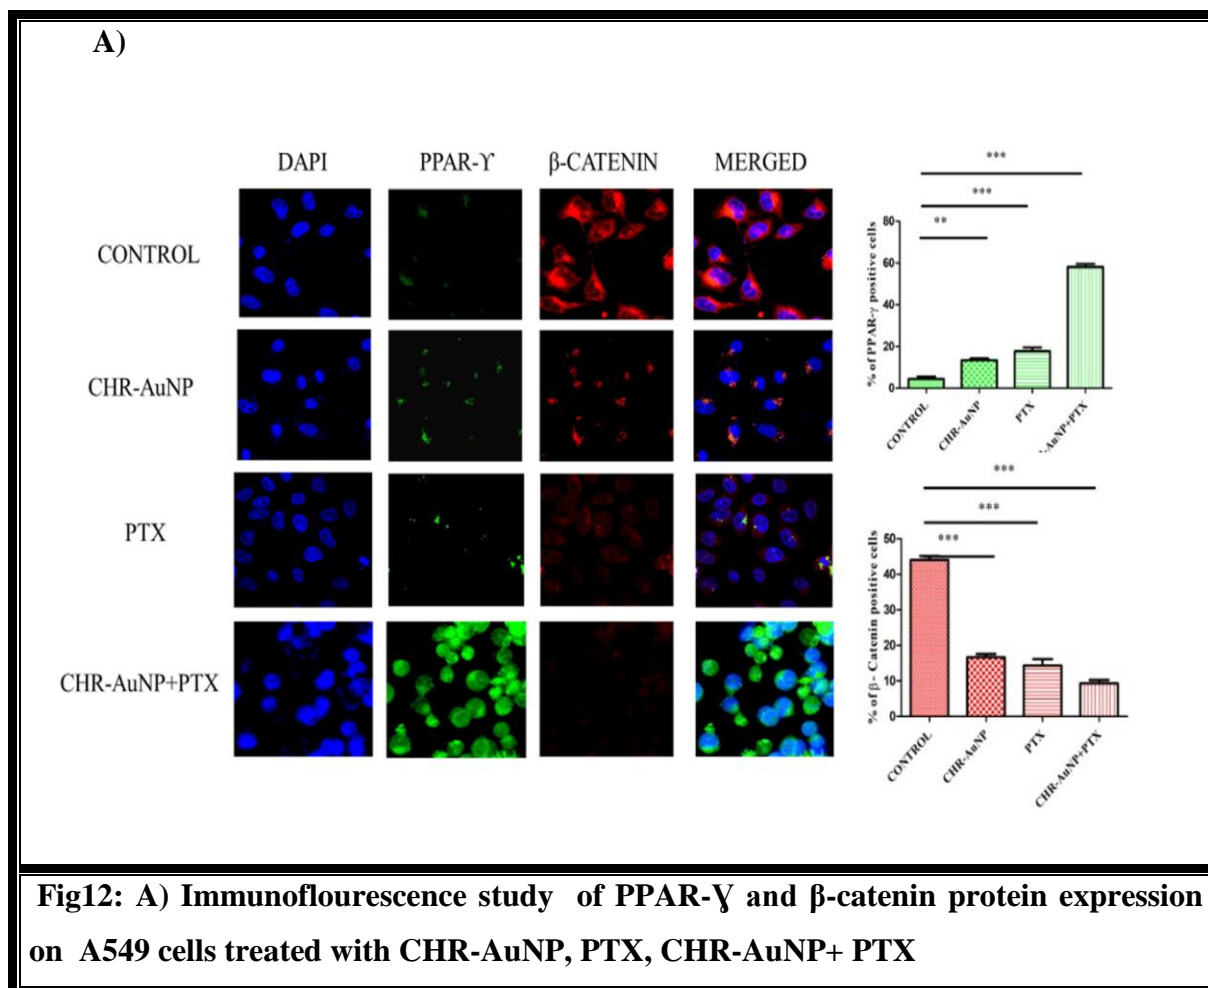 A)
DAPI PPAR-ϒ β-CATENIN MERGED
CONTROL
CHR-AuNP
PTX
CHR-AuNP+PTX
***
***
**
% of PPAR-γ positive cells
80
60
40
20
0
CONTROL
CHR-AuNP
PTX
-AuNP+PTX
***
***
***
% of β- Catenin positive cells
50
40
30
20
10
0
CONTROL
CHR-AuNP
PTX
CHR-AuNP+PTX
Fig12: A) Immunoflourescence study of PPAR-Ɣ and β-catenin protein expression
on A549 cells treated with CHR-AuNP, PTX, CHR-AuNP+ PTX